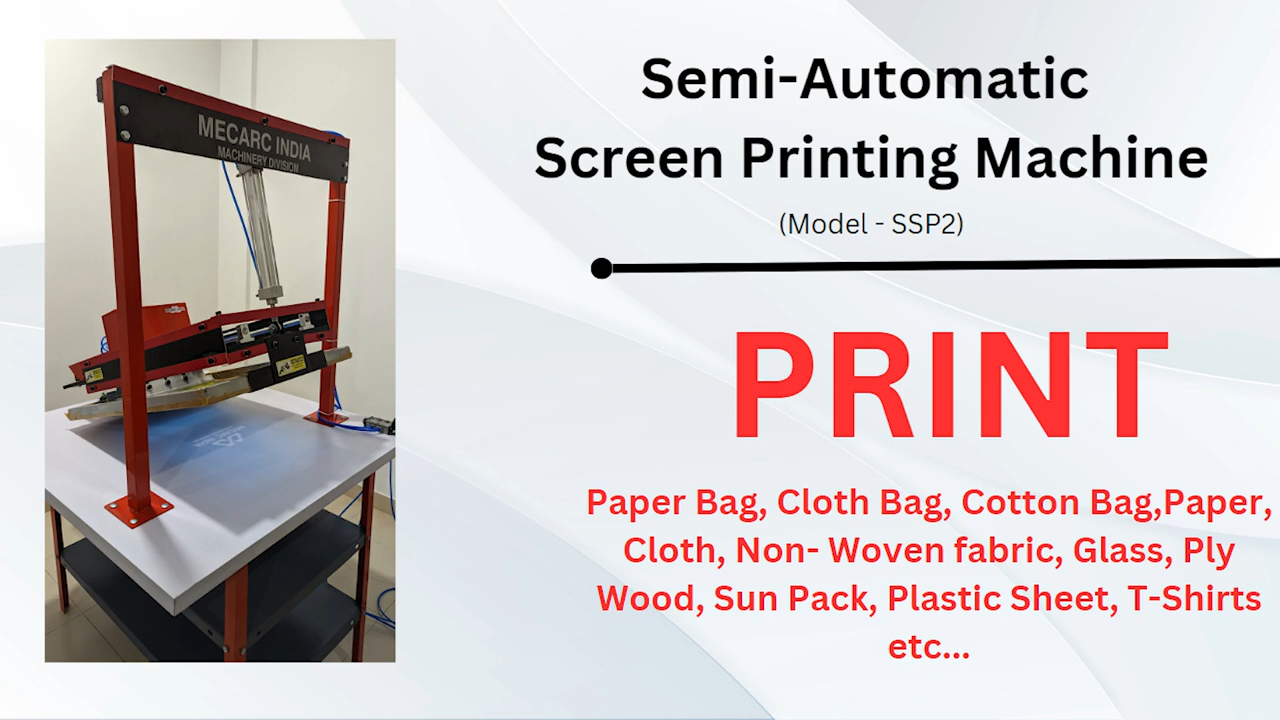 MECARC INDIA
MACHINERY DIVISION
Semi-Automatic
Screen Printing Machine
(Model - SSP2)
PRINT
Paper Bag, Cloth Bag, Cotton Bag,Paper,
Cloth, Non- Woven fabric, Glass, Ply
Wood, Sun Pack, Plastic Sheet, T-Shirts
etc...